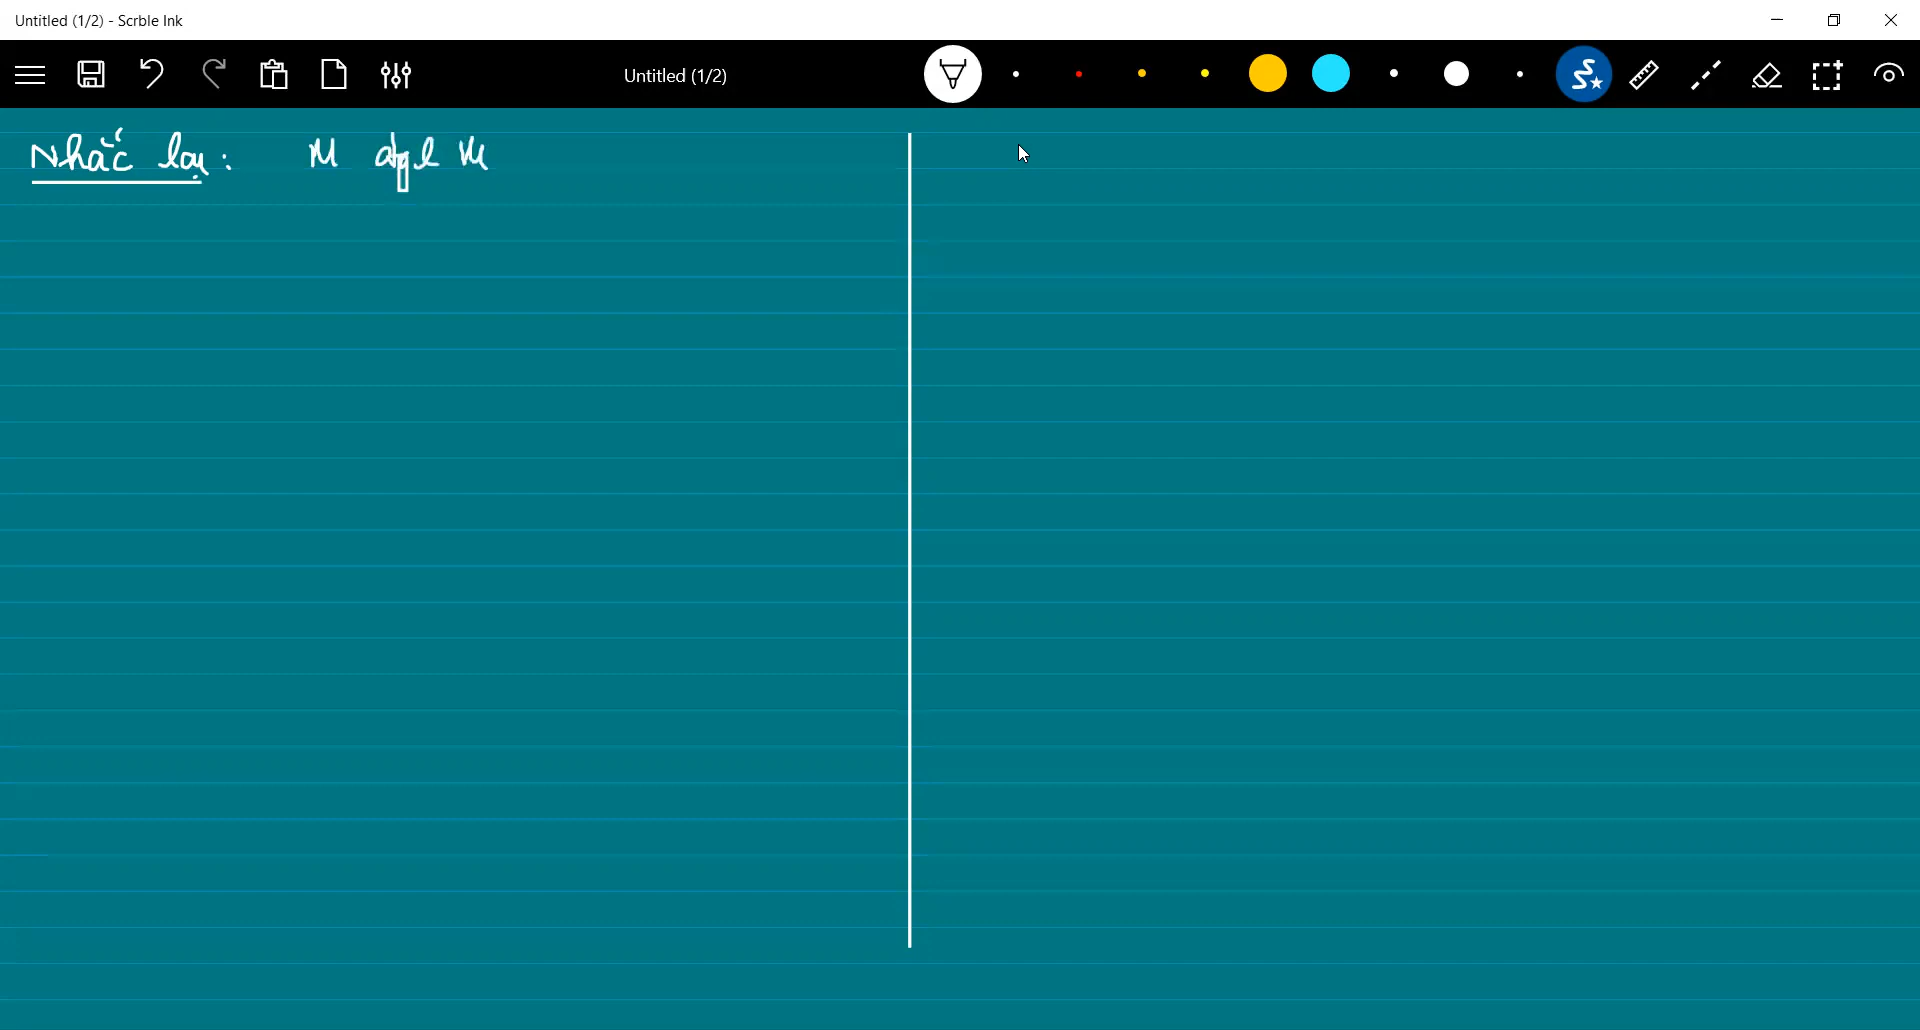 Untitled (1/2) - Scrble Ink
Untitled (1/2)
Nhắc lại: M